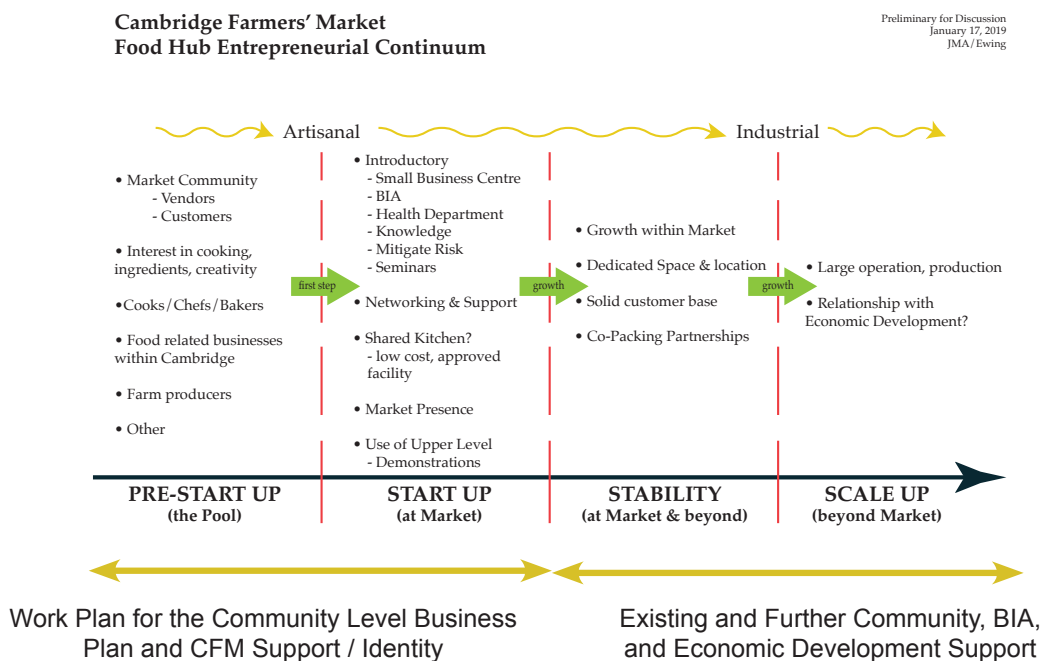 Cambridge Farmers' Market
Food Hub Entrepreneurial Continuum
Preliminary for Discussion
January 17, 2019
JMA/Ewing
Artisanal
Industrial
• Market Community
- Vendors
- Customers
• Interest in cooking,
ingredients, creativity
•Cooks/Chefs/Bakers
• Food related businesses
within Cambridge
• Farm producers
• Other
first step
• Introductory
- Small Business Centre
- BIA
- Health Department
- Knowledge
- Mitigate Risk
- Seminars
• Networking & Support
• Shared Kitchen?
- low cost, approved
facility
• Market Presence
• Use of Upper Level
- Demonstrations
growth
• Growth within Market
• Dedicated Space & location
• Solid customer base
• Co-Packing Partnerships
growth
• Large operation, production
• Relationship with
Economic Development?
PRE-START UP
(the Pool)
START UP
(at Market)
STABILITY
(at Market & beyond)
SCALE UP
(beyond Market)
Work Plan for the Community Level Business
Plan and CFM Support / Identity
Existing and Further Community, BIA,
and Economic Development Support